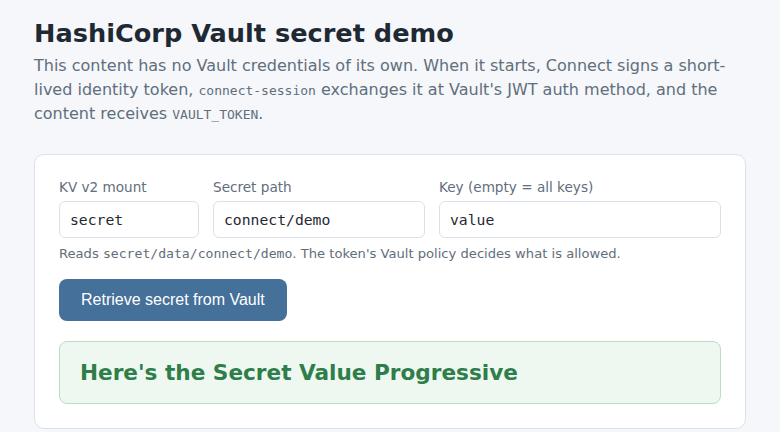 HashiCorp Vault secret demo
This content has no Vault credentials of its own. When it starts, Connect signs a short-
lived identity token, connect-session exchanges it at Vault's JWT auth method, and the
content receives VAULT_TOKEN.
KV v2 mount Secret path Key (empty = all keys)
secret connect/demo value
Reads secret/data/connect/demo. The token's Vault policy decides what is allowed.
Retrieve secret from Vault
Here's the Secret Value Progressive